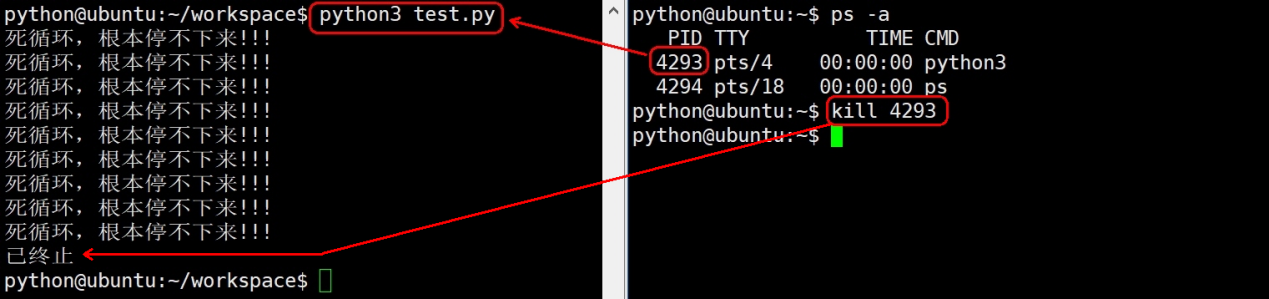 python@ubuntu:~/workspace$ python3 test.py
死循环，根本停不下来!!!
死循环，根本停不下来!!!
死循环，根本停不下来!!!
死循环，根本停不下来!!!
死循环，根本停不下来!!!
死循环，根本停不下来!!!
死循环，根本停不下来!!!
死循环，根本停不下来!!!
死循环，根本停不下来!!!
已终止
python@ubuntu:~/workspace$
python@ubuntu:~$ ps -a
PID TTY TIME CMD
4293 pts/4 00:00:00 python3
4294 pts/18 00:00:00 ps
python@ubuntu:~$ kill 4293
python@ubuntu:~$